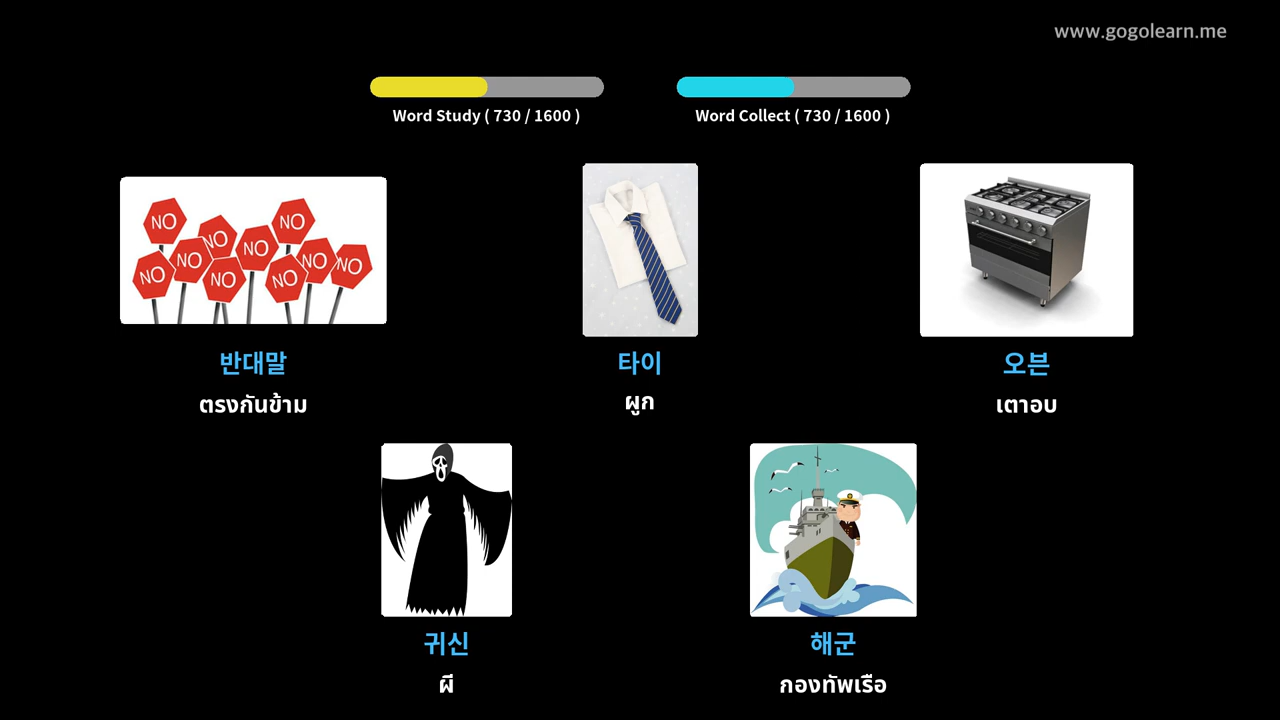 www.gogolearn.me
Word Study ( 730 / 1600 )
Word Collect ( 730 / 1600 )
NO
NO
NO
NO
NO
NO
NO
NO
NO
NO
반대말
타이
오븐
ตรงกันข้าม
ผูก
เตาอบ
귀신
해군
ผี
กองทัพเรือ